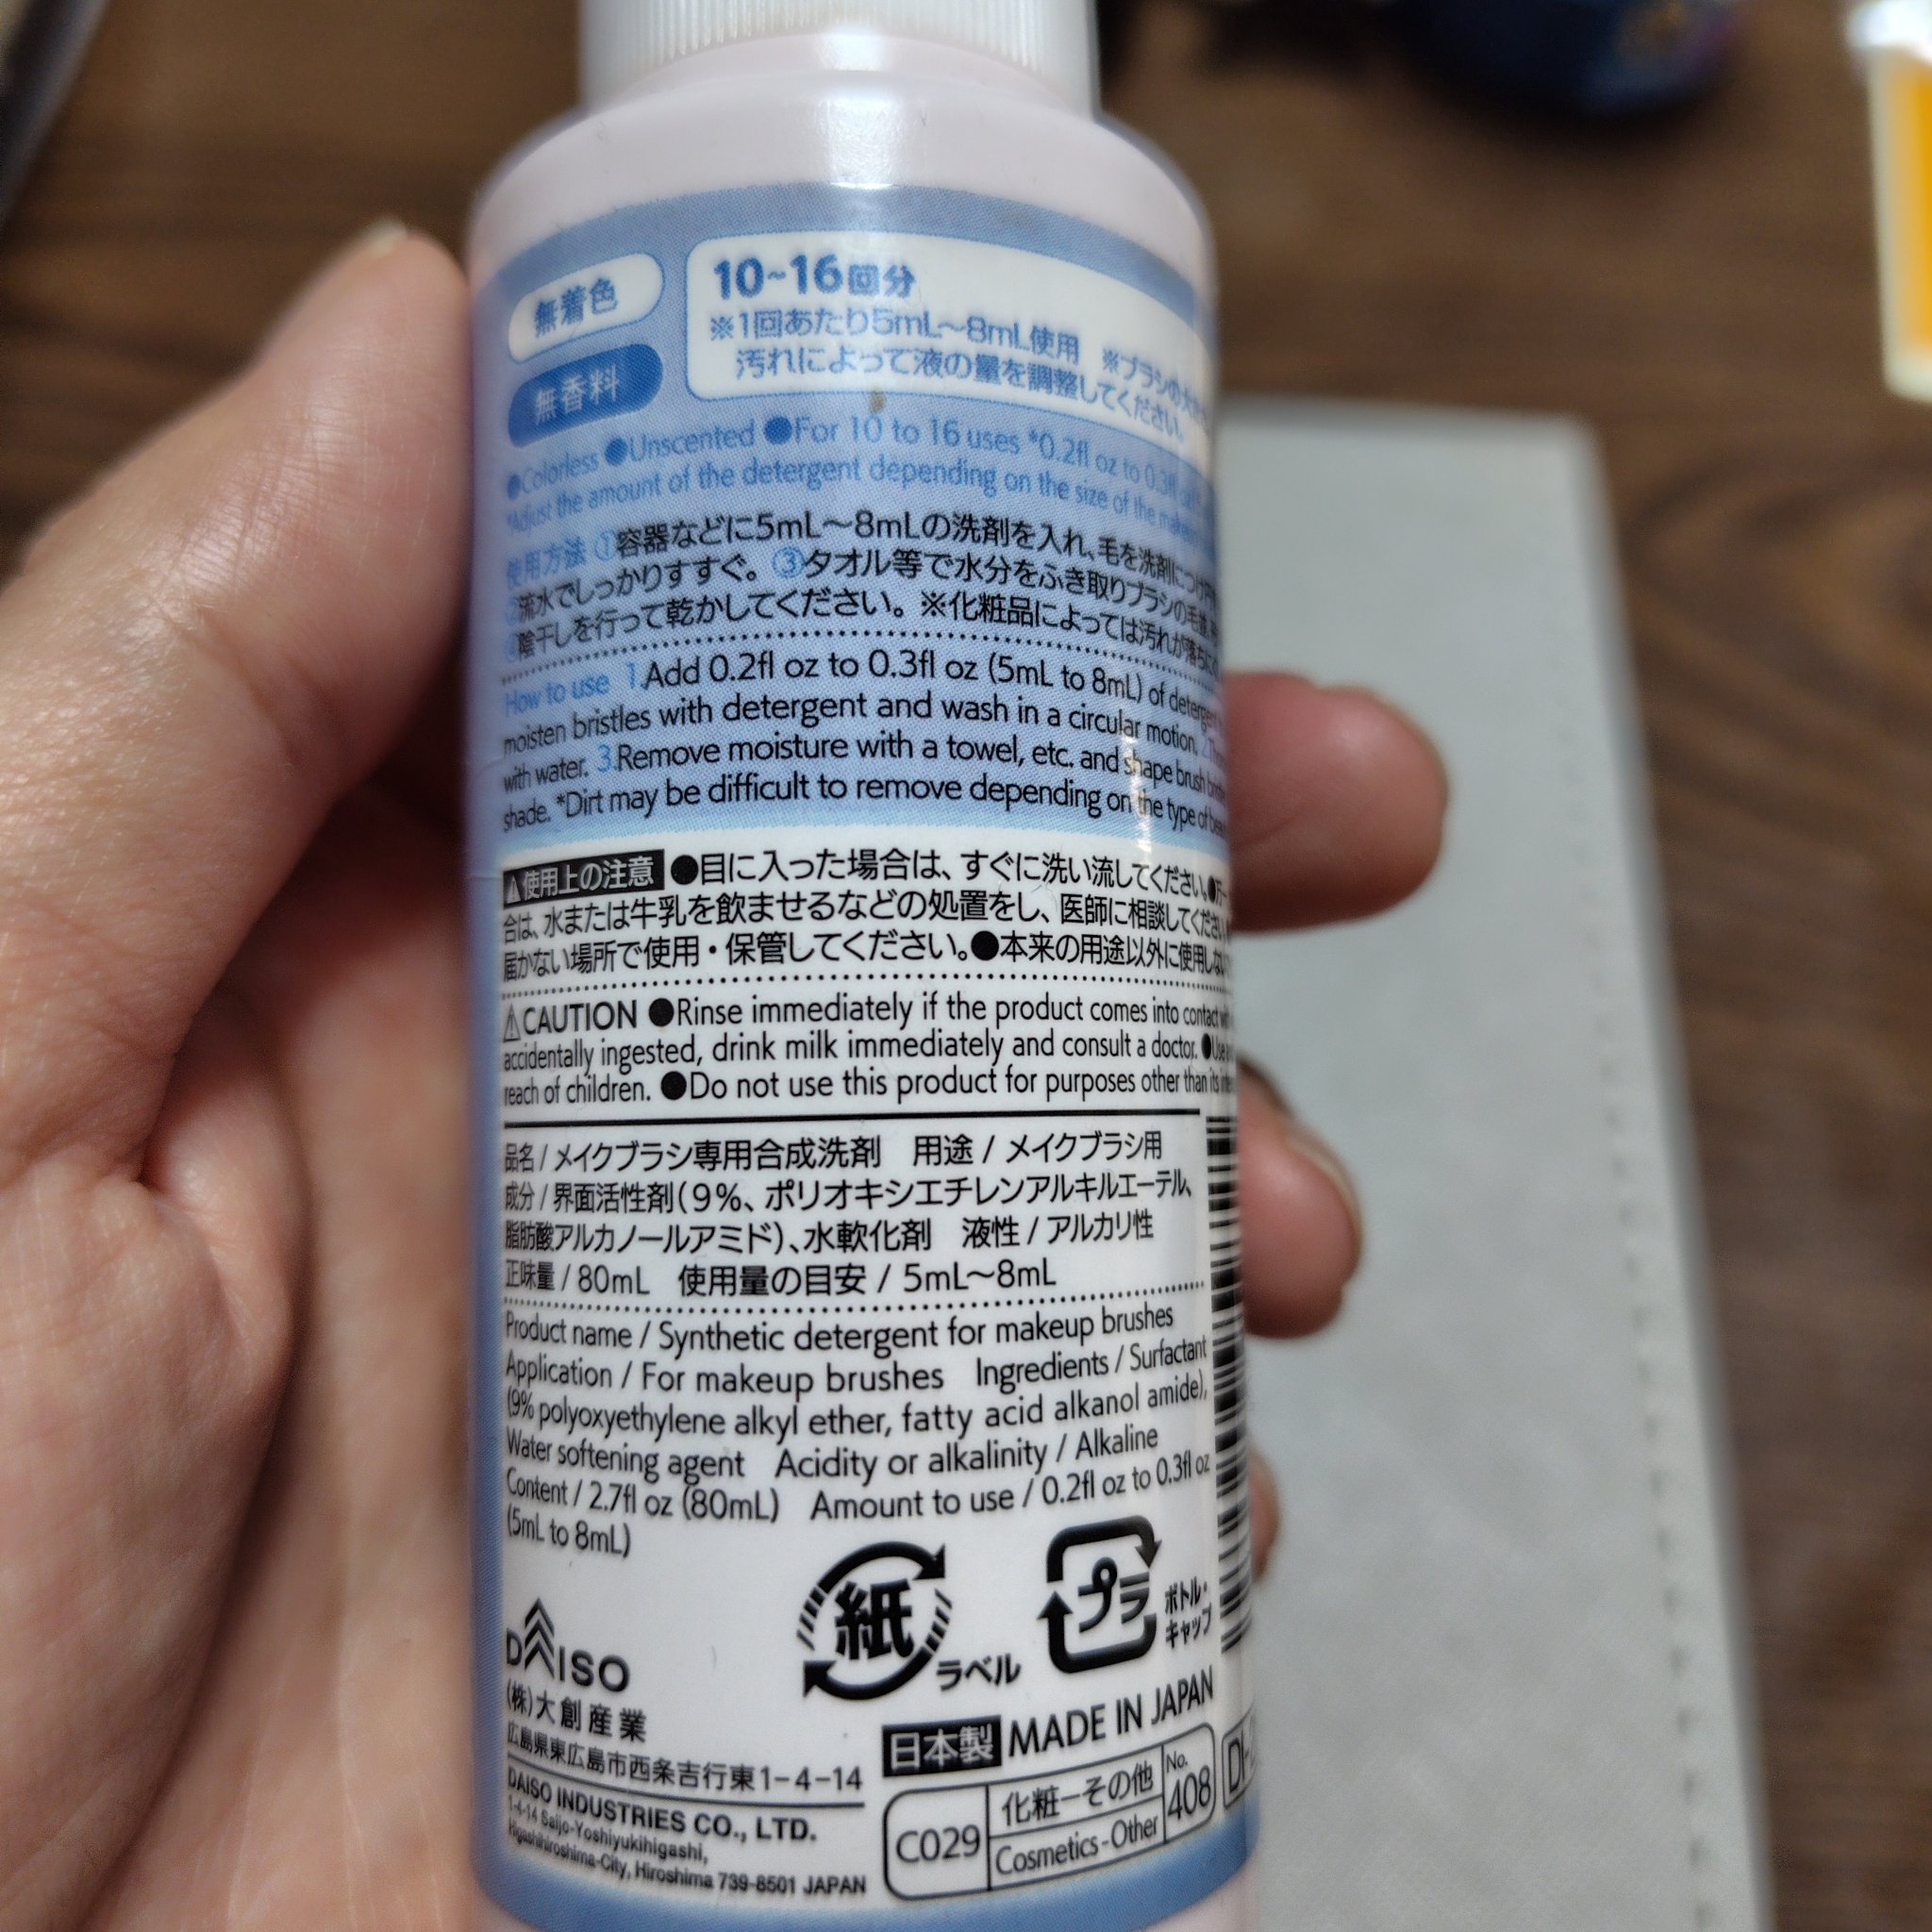 無着色
無香料
10~16回分
※1回あたり5mL〜8mL使用 ※ブラシの大
汚れによって液の量を調整してください。
●Colorless ●Unscented ●For 10 to 16 uses *0.2fl oz to 0.3fl
*Adjust the amount of the detergent depending on the size of the
使用方法 ①容器などに5mL〜8mLの洗剤を入れ、毛を洗剤につけ
②流水でしっかりすすぐ。③タオル等で水分をふき取りブラシの毛
④陰干しを行って乾かしてください。※化粧品によっては汚れが落ち
How to use 1.Add 0.2fl oz to 0.3fl oz (5mL to 8mL) of
moisten bristles with detergent and wash in a circular motion.
with water. 3.Remove moisture with a towel, etc. and shape brush
shade. *Dirt may be difficult to remove depending on the type of
⚠使用上の注意 ●目に入った場合は、すぐに洗い流してください。●万一
合は、水または牛乳を飲ませるなどの処置をし、医師に相談してください。
届かない場所で使用・保管してください。●本来の用途以外に使用しない
⚠CAUTION ●Rinse immediately if the product comes into contact
accidentally ingested, drink milk immediately and consult a doctor. ●Use
reach of children. ●Do not use this product for purposes other than its
品名 / メイクブラシ専用合成洗剤 用途 / メイクブラシ用
成分 / 界面活性剤(9%、ポリオキシエチレンアルキルエーテル、
脂肪酸アルカノールアミド)、水軟化剤 液性 / アルカリ性
正味量 / 80mL 使用量の目安 / 5mL〜8mL
Product name / Synthetic detergent for makeup brushes
Application / For makeup brushes Ingredients / Surfactant
(9% polyoxyethylene alkyl ether, fatty acid alkanol amide),
Water softening agent Acidity or alkalinity / Alkaline
Content / 2.7fl oz (80mL) Amount to use / 0.2fl oz to 0.3fl oz
(5mL to 8mL)
紙
ラベル
プラ
ボトル・
キャップ
DAISO
(株)大創産業
広島県東広島市西条吉行東1-4-14
DAISO INDUSTRIES CO., LTD.
1-4-14 Saijo-Yoshiyukihigashi,
Higashihiroshima-City, Hiroshima 739-8501 JAPAN
日本製 MADE IN JAPAN
C029
化粧ーその他
Cosmetics-Other
No.
408